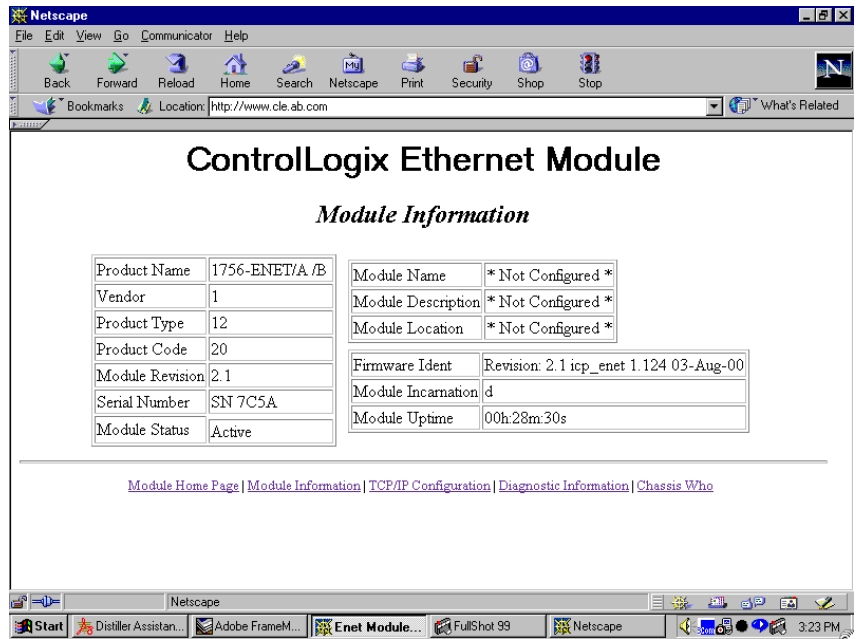 Netscape
File Edit View Go Communicator Help
Back Forward Reload Home Search Netscape Print Security Shop Stop
Bookmarks Location: http://www.cle.ab.com What's Related
ControlLogix Ethernet Module
Module Information
Product Name 1756-ENET/A /B
Vendor 1
Product Type 12
Product Code 20
Module Revision 2.1
Serial Number SN 7C5A
Module Status Active
Module Name * Not Configured *
Module Description * Not Configured *
Module Location * Not Configured *
Firmware Ident Revision: 2.1 icp_enet 1.124 03-Aug-00
Module Incarnation d
Module Uptime 00h:28m:30s
Module Home Page | Module Information | TCP/IP Configuration | Diagnostic Information | Chassis Who
Netscape
Start Distiller Assistan... Adobe FrameM... Enet Module... FullShot 99 Netscape 3:23 PM